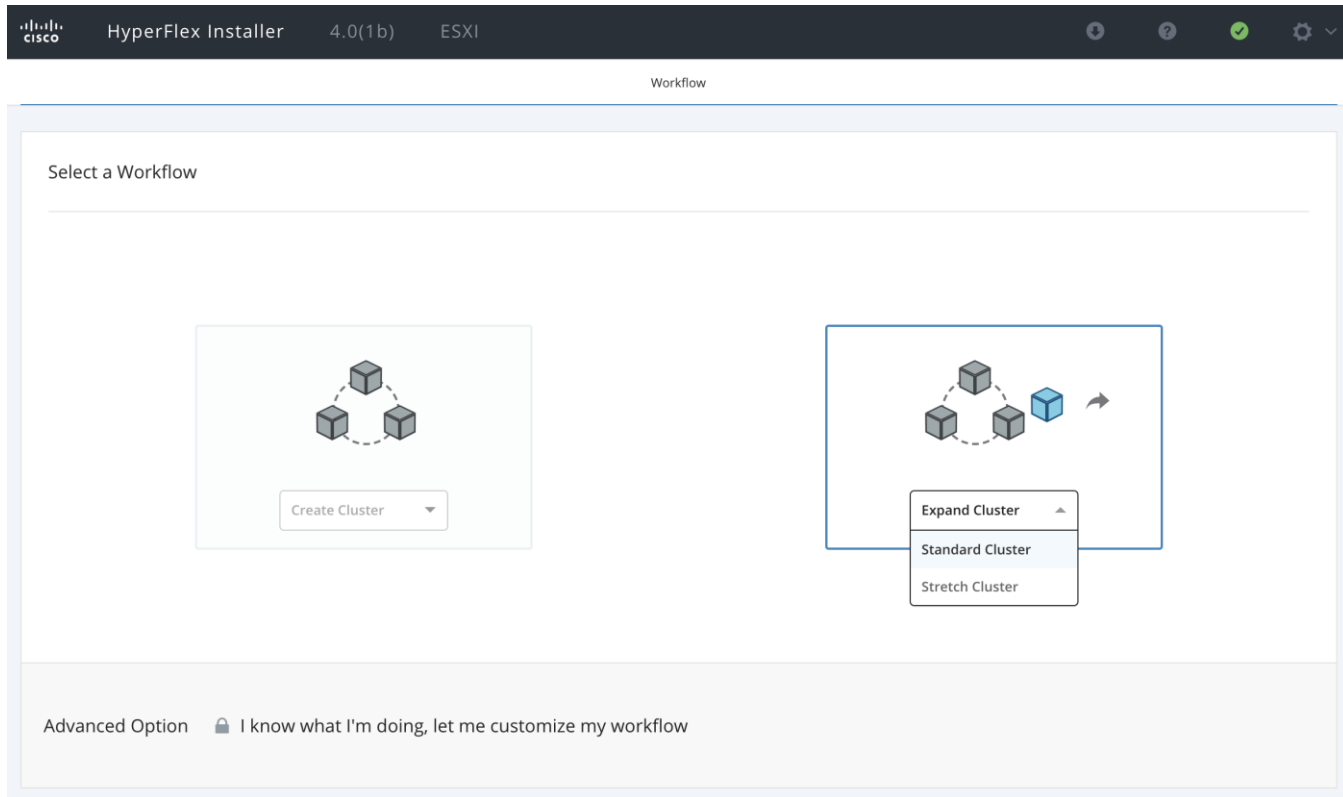 CISCO HyperFlex Installer 4.0(1b) ESXI
Workflow
Select a Workflow
Create Cluster
Expand Cluster
Standard Cluster
Stretch Cluster
Advanced Option I know what I'm doing, let me customize my workflow